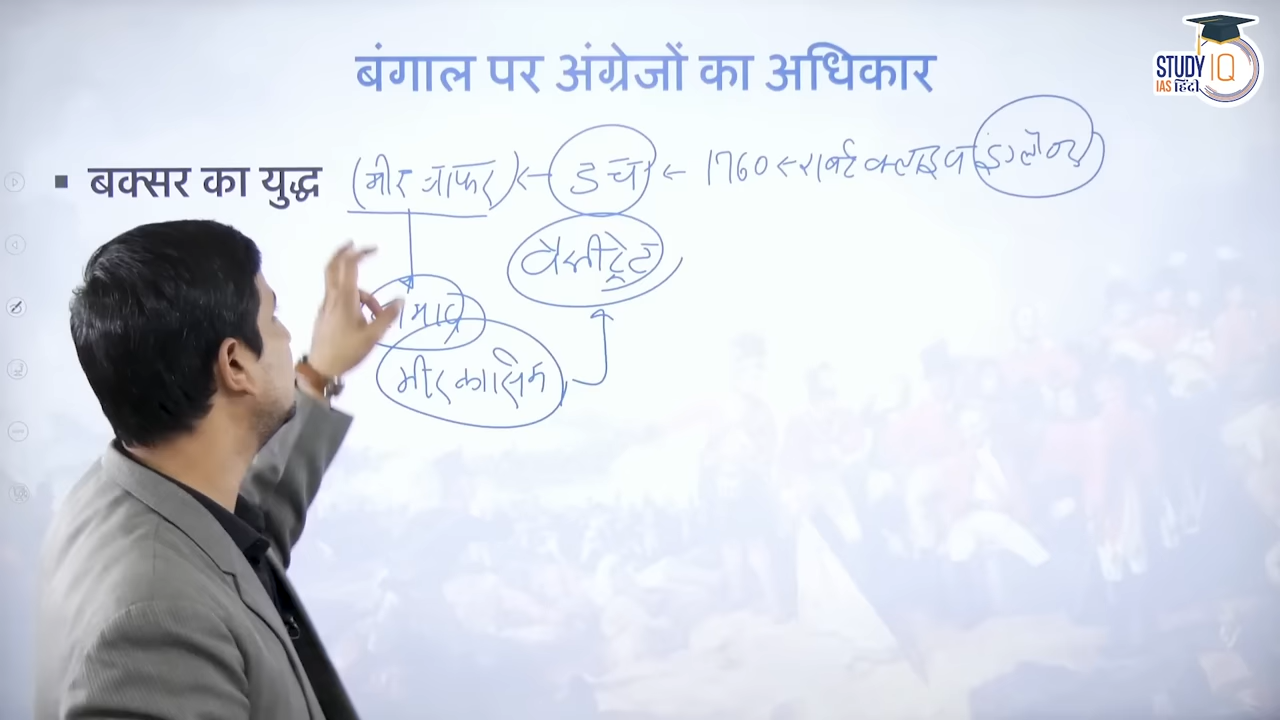 बंगाल पर अंग्रेजों का अधिकार
STUDY IQ
IAS हिंदी
▪ बक्सर का युद्ध (मीर जाफर) ← डच ← 1760 ← राबर्ट क्लाइव इंग्लैण्ड
वैन्सीट्रेट
मीर कासिम